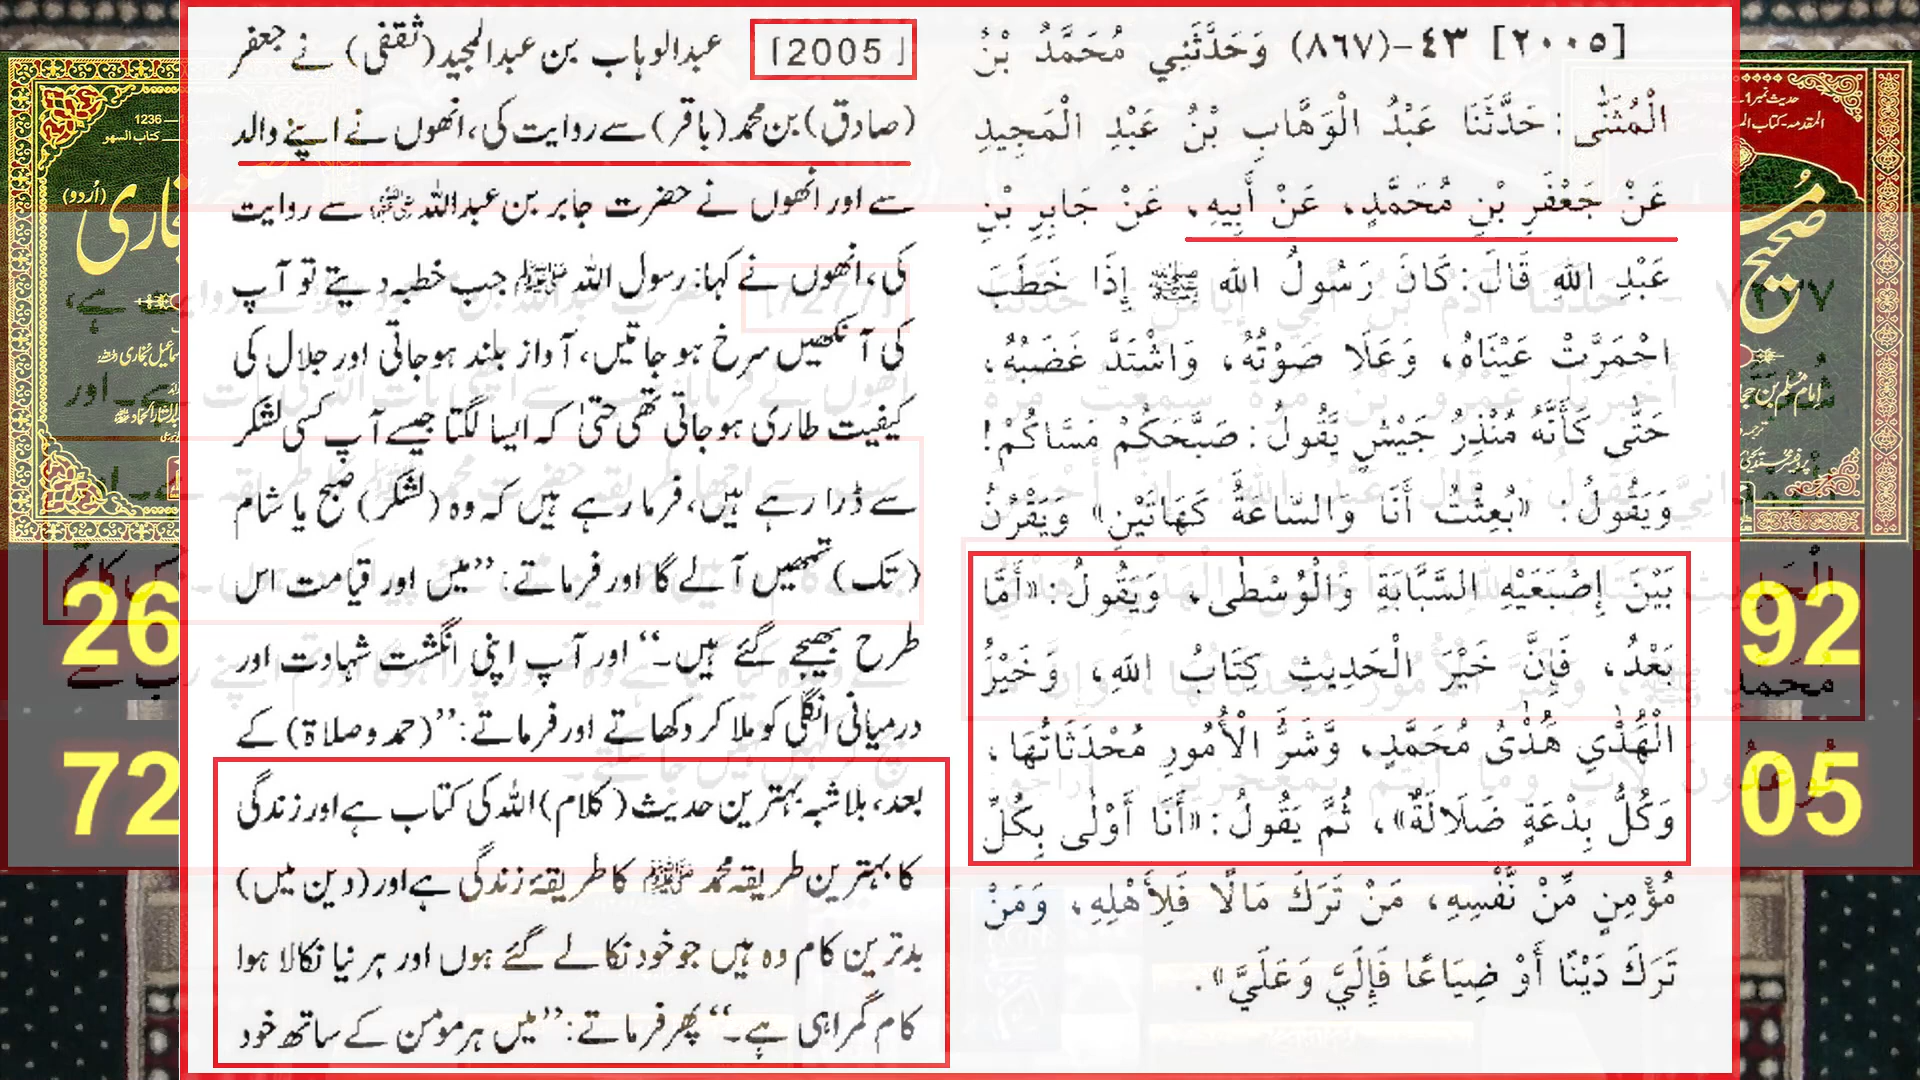 [٢٠٠٥] ٤٣-(٨٦٧) وَحَدَّثَنِي مُحَمَّدُ بْنُ
الْمُثَنَّى: حَدَّثَنَا عَبْدُ الْوَهَّابِ بْنُ عَبْدِ الْمَجِيدِ
عَنْ جَعْفَرِ بْنِ مُحَمَّدٍ، عَنْ أَبِيهِ، عَنْ جَابِرِ بْنِ
عَبْدِ اللهِ قَالَ: كَانَ رَسُولُ الله ﷺ إِذَا خَطَبَ
احْمَرَّتْ عَيْنَاهُ، وَعَلَا صَوْتُهُ، وَاشْتَدَّ غَضَبُهُ،
حَتّٰى كَأَنَّهُ مُنْذِرُ جَيْشٍ يَّقُولُ: صَبَّحَكُمْ مَسَّاكُمْ!
وَيَقُولُ: «بُعِثْتُ أَنَا وَالسَّاعَةُ كَهَاتَيْنِ» وَيَقْرُنُ
بَيْنَ إِصْبَعَيْهِ السَّبَّابَةِ وَالْوُسْطٰى، وَيَقُولُ: «أَمَّا
بَعْدُ، فَإِنَّ خَيْرَ الْحَدِيثِ كِتَابُ اللهِ، وَخَيْرُ
الْهُدٰي هُدٰىُ مُحَمَّدٍ، وَّشَرُّ الْأُمُورِ مُحْدَثَاتُهَا،
وَكُلُّ بِدْعَةٍ ضَلَالَةٌ»، ثُمَّ يَقُولُ: «أَنَا أَوْلٰى بِكُلِّ
مُؤْمِنٍ مِّنْ نَّفْسِهِ، مَنْ تَرَكَ مَالًا فَلِأَهْلِهِ، وَمَنْ
تَرَكَ دَيْنًا أَوْ ضِيَاعًا فَإِلَيَّ وَعَلَيَّ».
[2005] عبدالوہاب بن عبدالمجید (ثقفی) نے جعفر
(صادق) بن محمد (باقر) سے روایت کی، انھوں نے اپنے والد
سے اور انھوں نے حضرت جابر بن عبداللہ رضی اللہ عنہ سے روایت
کی، انھوں نے کہا: رسول اللہ ﷺ جب خطبہ دیتے تو آپ
کی آنکھیں سرخ ہو جاتیں، آواز بلند ہو جاتی اور جلال کی
کیفیت طاری ہو جاتی تھی حتیٰ کہ ایسا لگتا جیسے آپ کسی لشکر
سے ڈرا رہے ہیں، فرما رہے ہیں کہ وہ (لشکر) صبح یا شام
(تک) تمھیں آ لے گا اور فرماتے: ’’میں اور قیامت اس
طرح بھیجے گئے ہیں۔‘‘ اور آپ اپنی انگشت شہادت اور
درمیانی انگلی کو ملا کر دکھاتے اور فرماتے: ’’(حمد و صلاۃ) کے
بعد، بلاشبہ بہترین حدیث (کلام) اللہ کی کتاب ہے اور زندگی
کا بہترین طریقہ محمد ﷺ کا طریقۂ زندگی ہے اور (دین میں)
بدترین کام وہ ہیں جو خود نکالے گئے ہوں اور ہر نیا نکالا ہوا
کام گمراہی ہے۔‘‘ پھر فرماتے: ’’میں ہر مومن کے ساتھ خود
صحیح
(اُردو)
1236
26
72
92
05